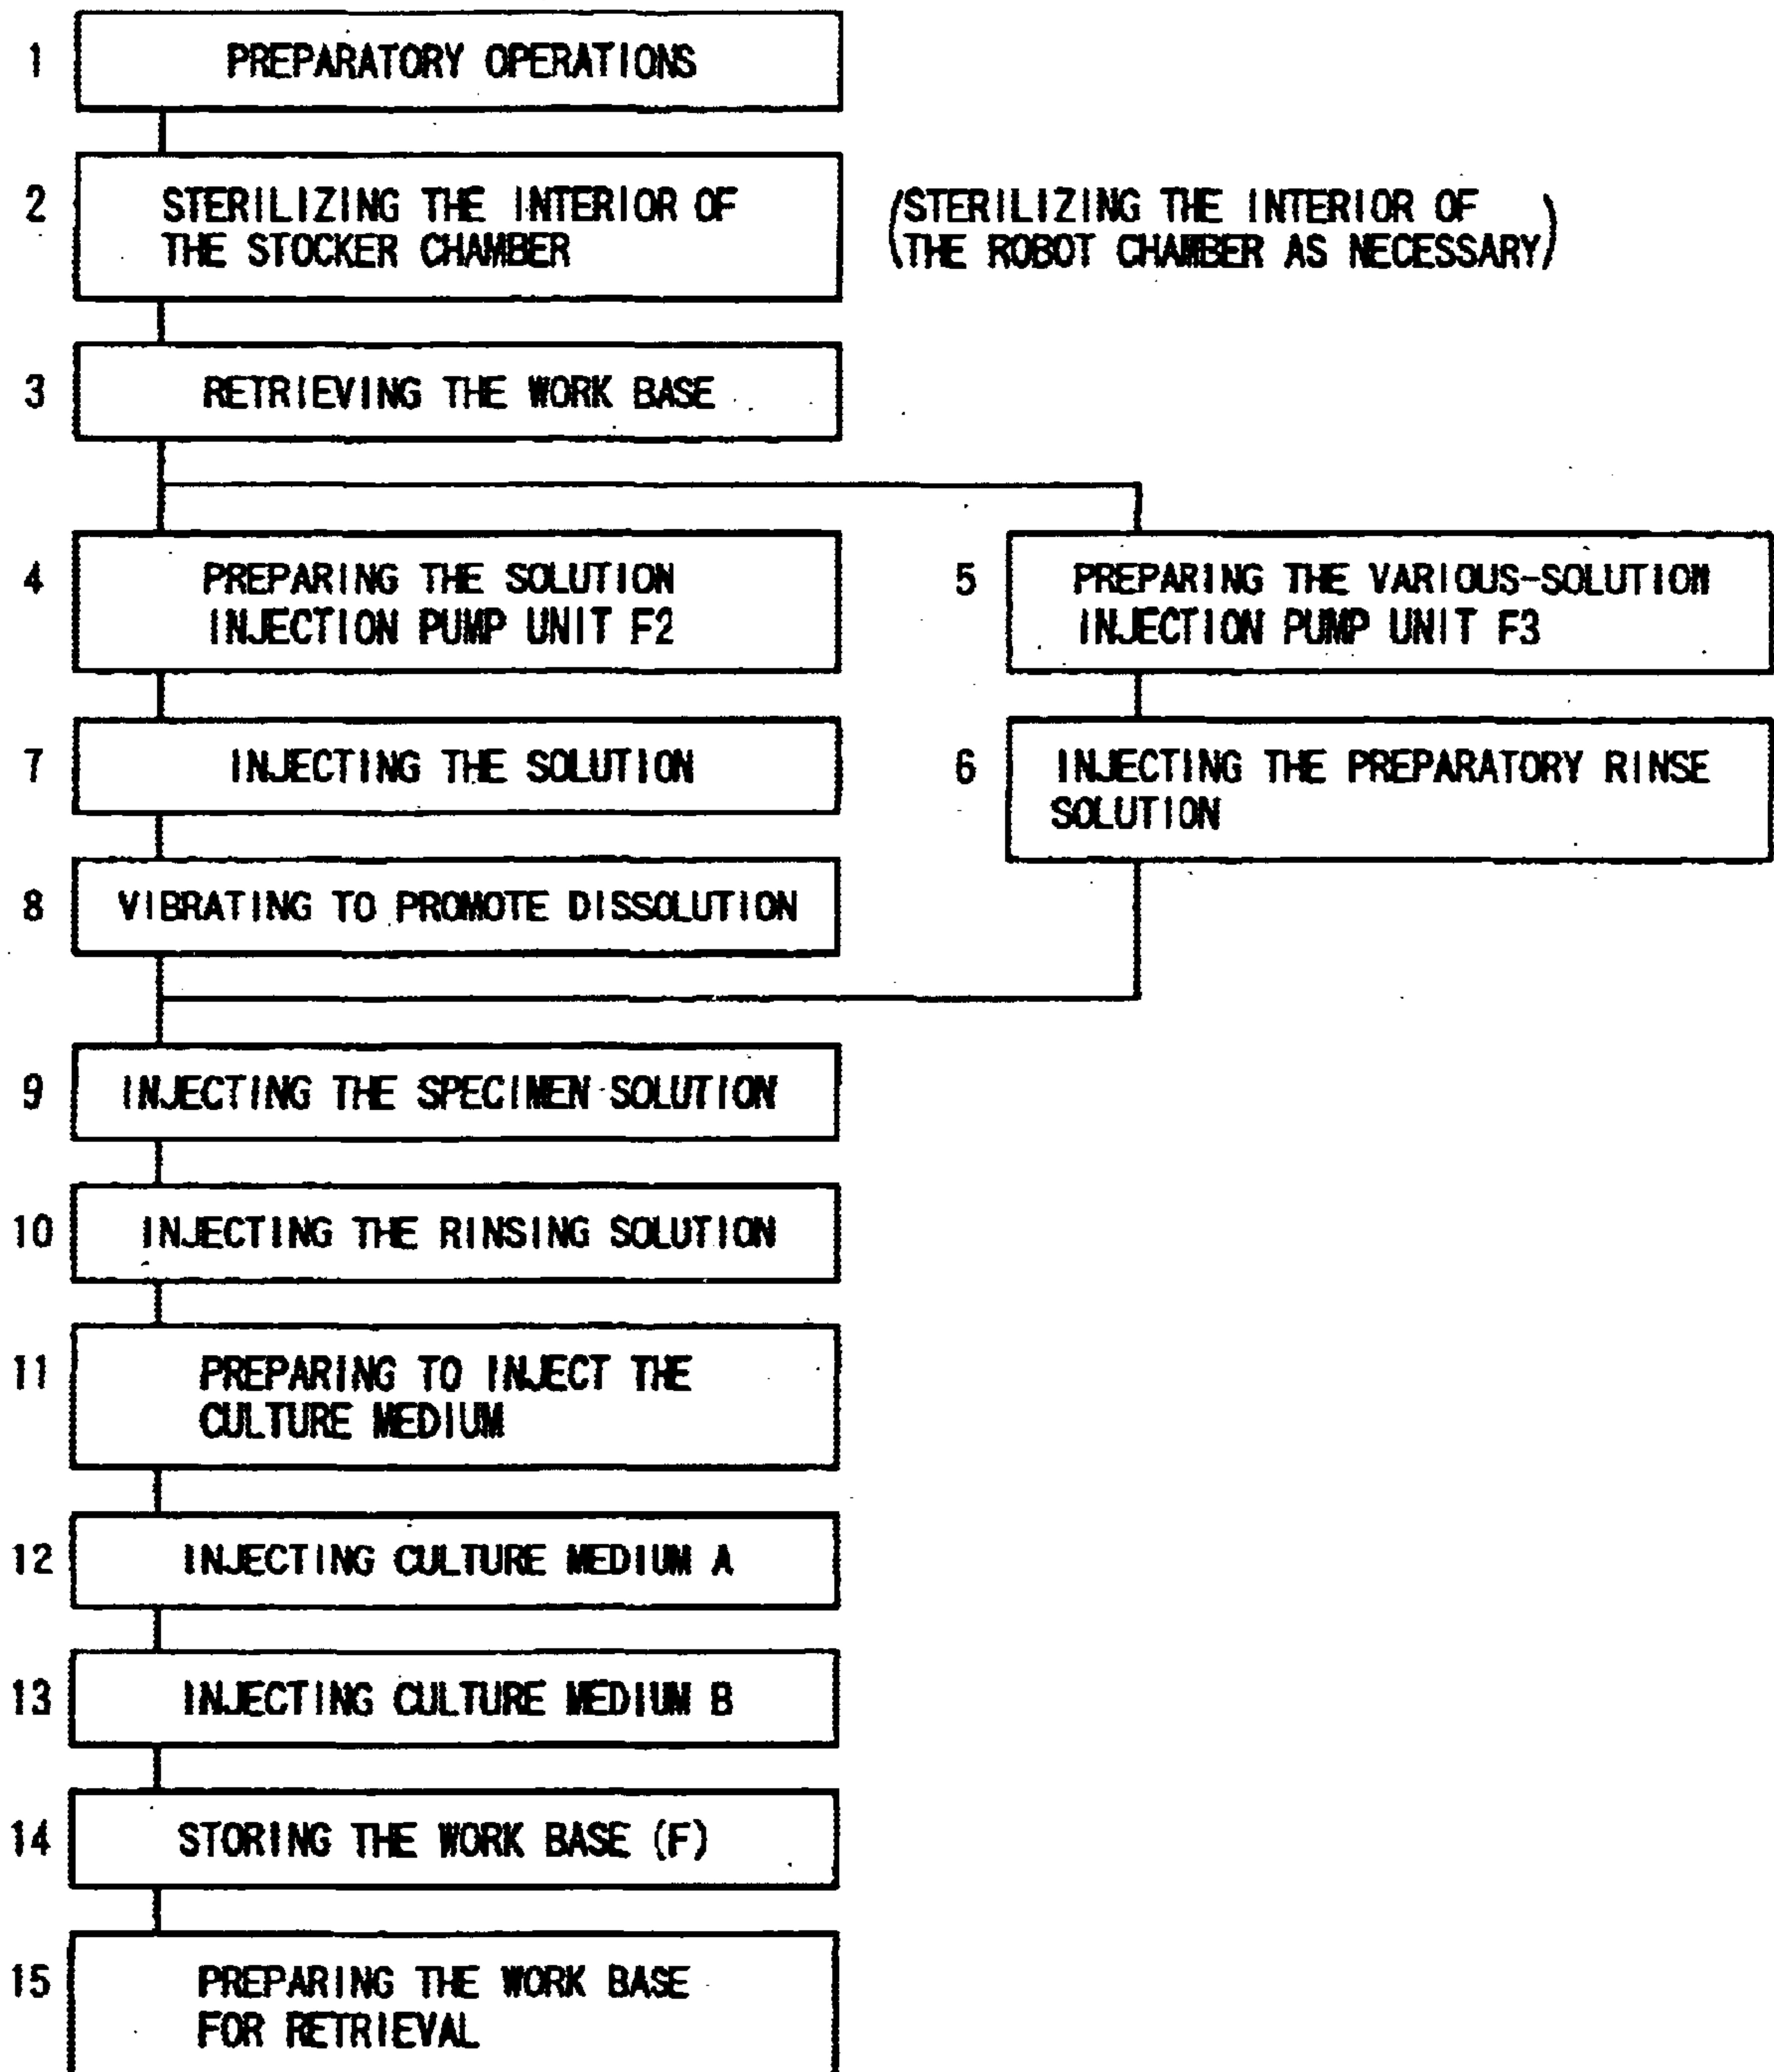 1 PREPARATORY OPERATIONS
2 STERILIZING THE INTERIOR OF
THE STOCKER CHAMBER
(STERILIZING THE INTERIOR OF
THE ROBOT CHAMBER AS NECESSARY)
3 RETRIEVING THE WORK BASE
4 PREPARING THE SOLUTION
INJECTION PUMP UNIT F2
5 PREPARING THE VARIOUS-SOLUTION
INJECTION PUMP UNIT F3
7 INJECTING THE SOLUTION
6 INJECTING THE PREPARATORY RINSE
SOLUTION
8 VIBRATING TO PROMOTE DISSOLUTION
9 INJECTING THE SPECIMEN SOLUTION
10 INJECTING THE RINSING SOLUTION
11 PREPARING TO INJECT THE
CULTURE MEDIUM
12 INJECTING CULTURE MEDIUM A
13 INJECTING CULTURE MEDIUM B
14 STORING THE WORK BASE (F)
15 PREPARING THE WORK BASE
FOR RETRIEVAL